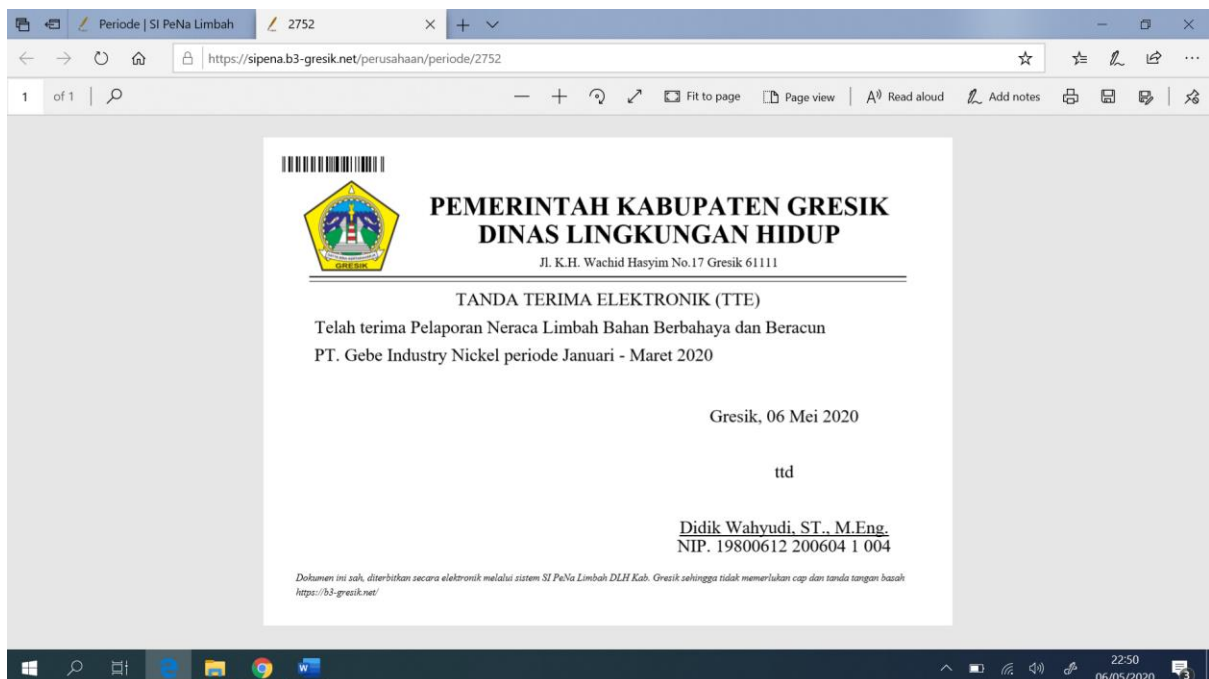 Periode | SI PeNa Limbah
2752
https://sipena.b3-gresik.net/perusahaan/periode/2752
1 of 1
Fit to page
Page view
Read aloud
Add notes
PEMERINTAH KABUPATEN GRESIK
DINAS LINGKUNGAN HIDUP
Jl. K.H. Wachid Hasyim No.17 Gresik 61111
GRESIK
TANDA TERIMA ELEKTRONIK (TTE)
Telah terima Pelaporan Neraca Limbah Bahan Berbahaya dan Beracun
PT. Gebe Industry Nickel periode Januari - Maret 2020
Gresik, 06 Mei 2020
ttd
Didik Wahyudi, ST., M.Eng.
NIP. 19800612 200604 1 004
Dokumen ini sah, diterbitkan secara elektronik melalui sistem SI PeNa Limbah DLH Kab. Gresik sehingga tidak memerlukan cap dan tanda tangan basah
https://b3-gresik.net/
22:50
06/05/2020
3